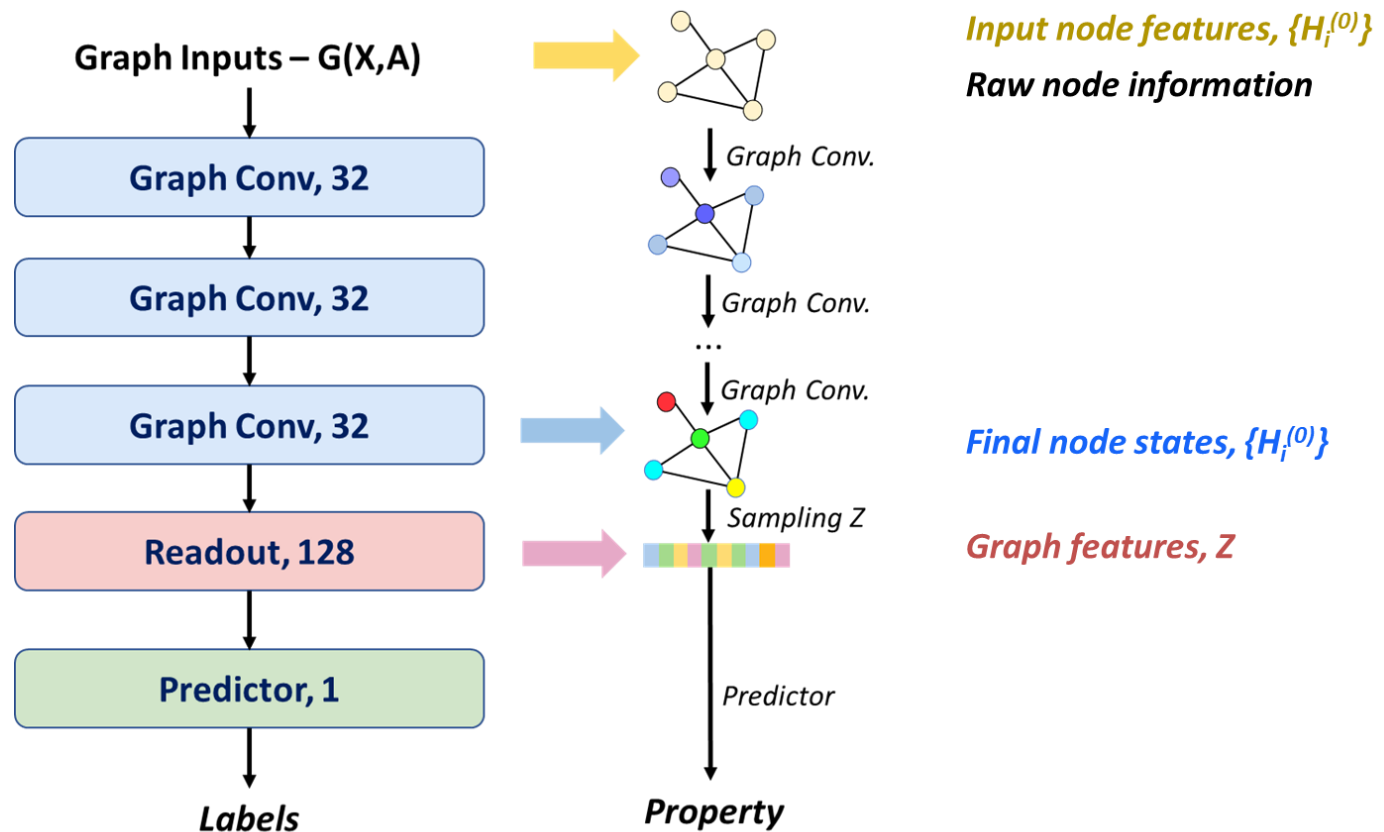 Graph Inputs – G(X,A)
Graph Conv, 32
Graph Conv, 32
Graph Conv, 32
Readout, 128
Predictor, 1
Labels
Graph Conv.
Graph Conv.
...
Graph Conv.
Sampling Z
Predictor
Property
Input node features, {Hᵢ⁽⁰⁾}
Raw node information
Final node states, {Hᵢ⁽⁰⁾}
Graph features, Z